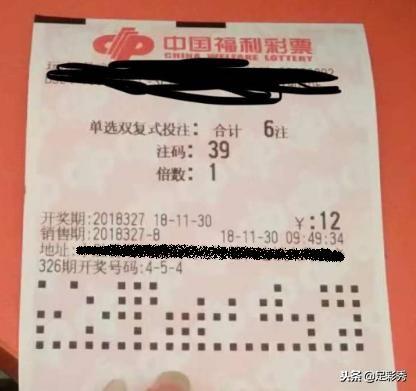 中国福利彩票
CHINA WELFARE LOTTERY
单选双复式投注: 合计 6注
注码: 39
倍数: 1
开奖期:2018327 18-11-30 ¥:12
销售期:2018327-8 18-11-30 09:49:34
地址:
326期开奖号码:4-5-4
头条 @足彩秀